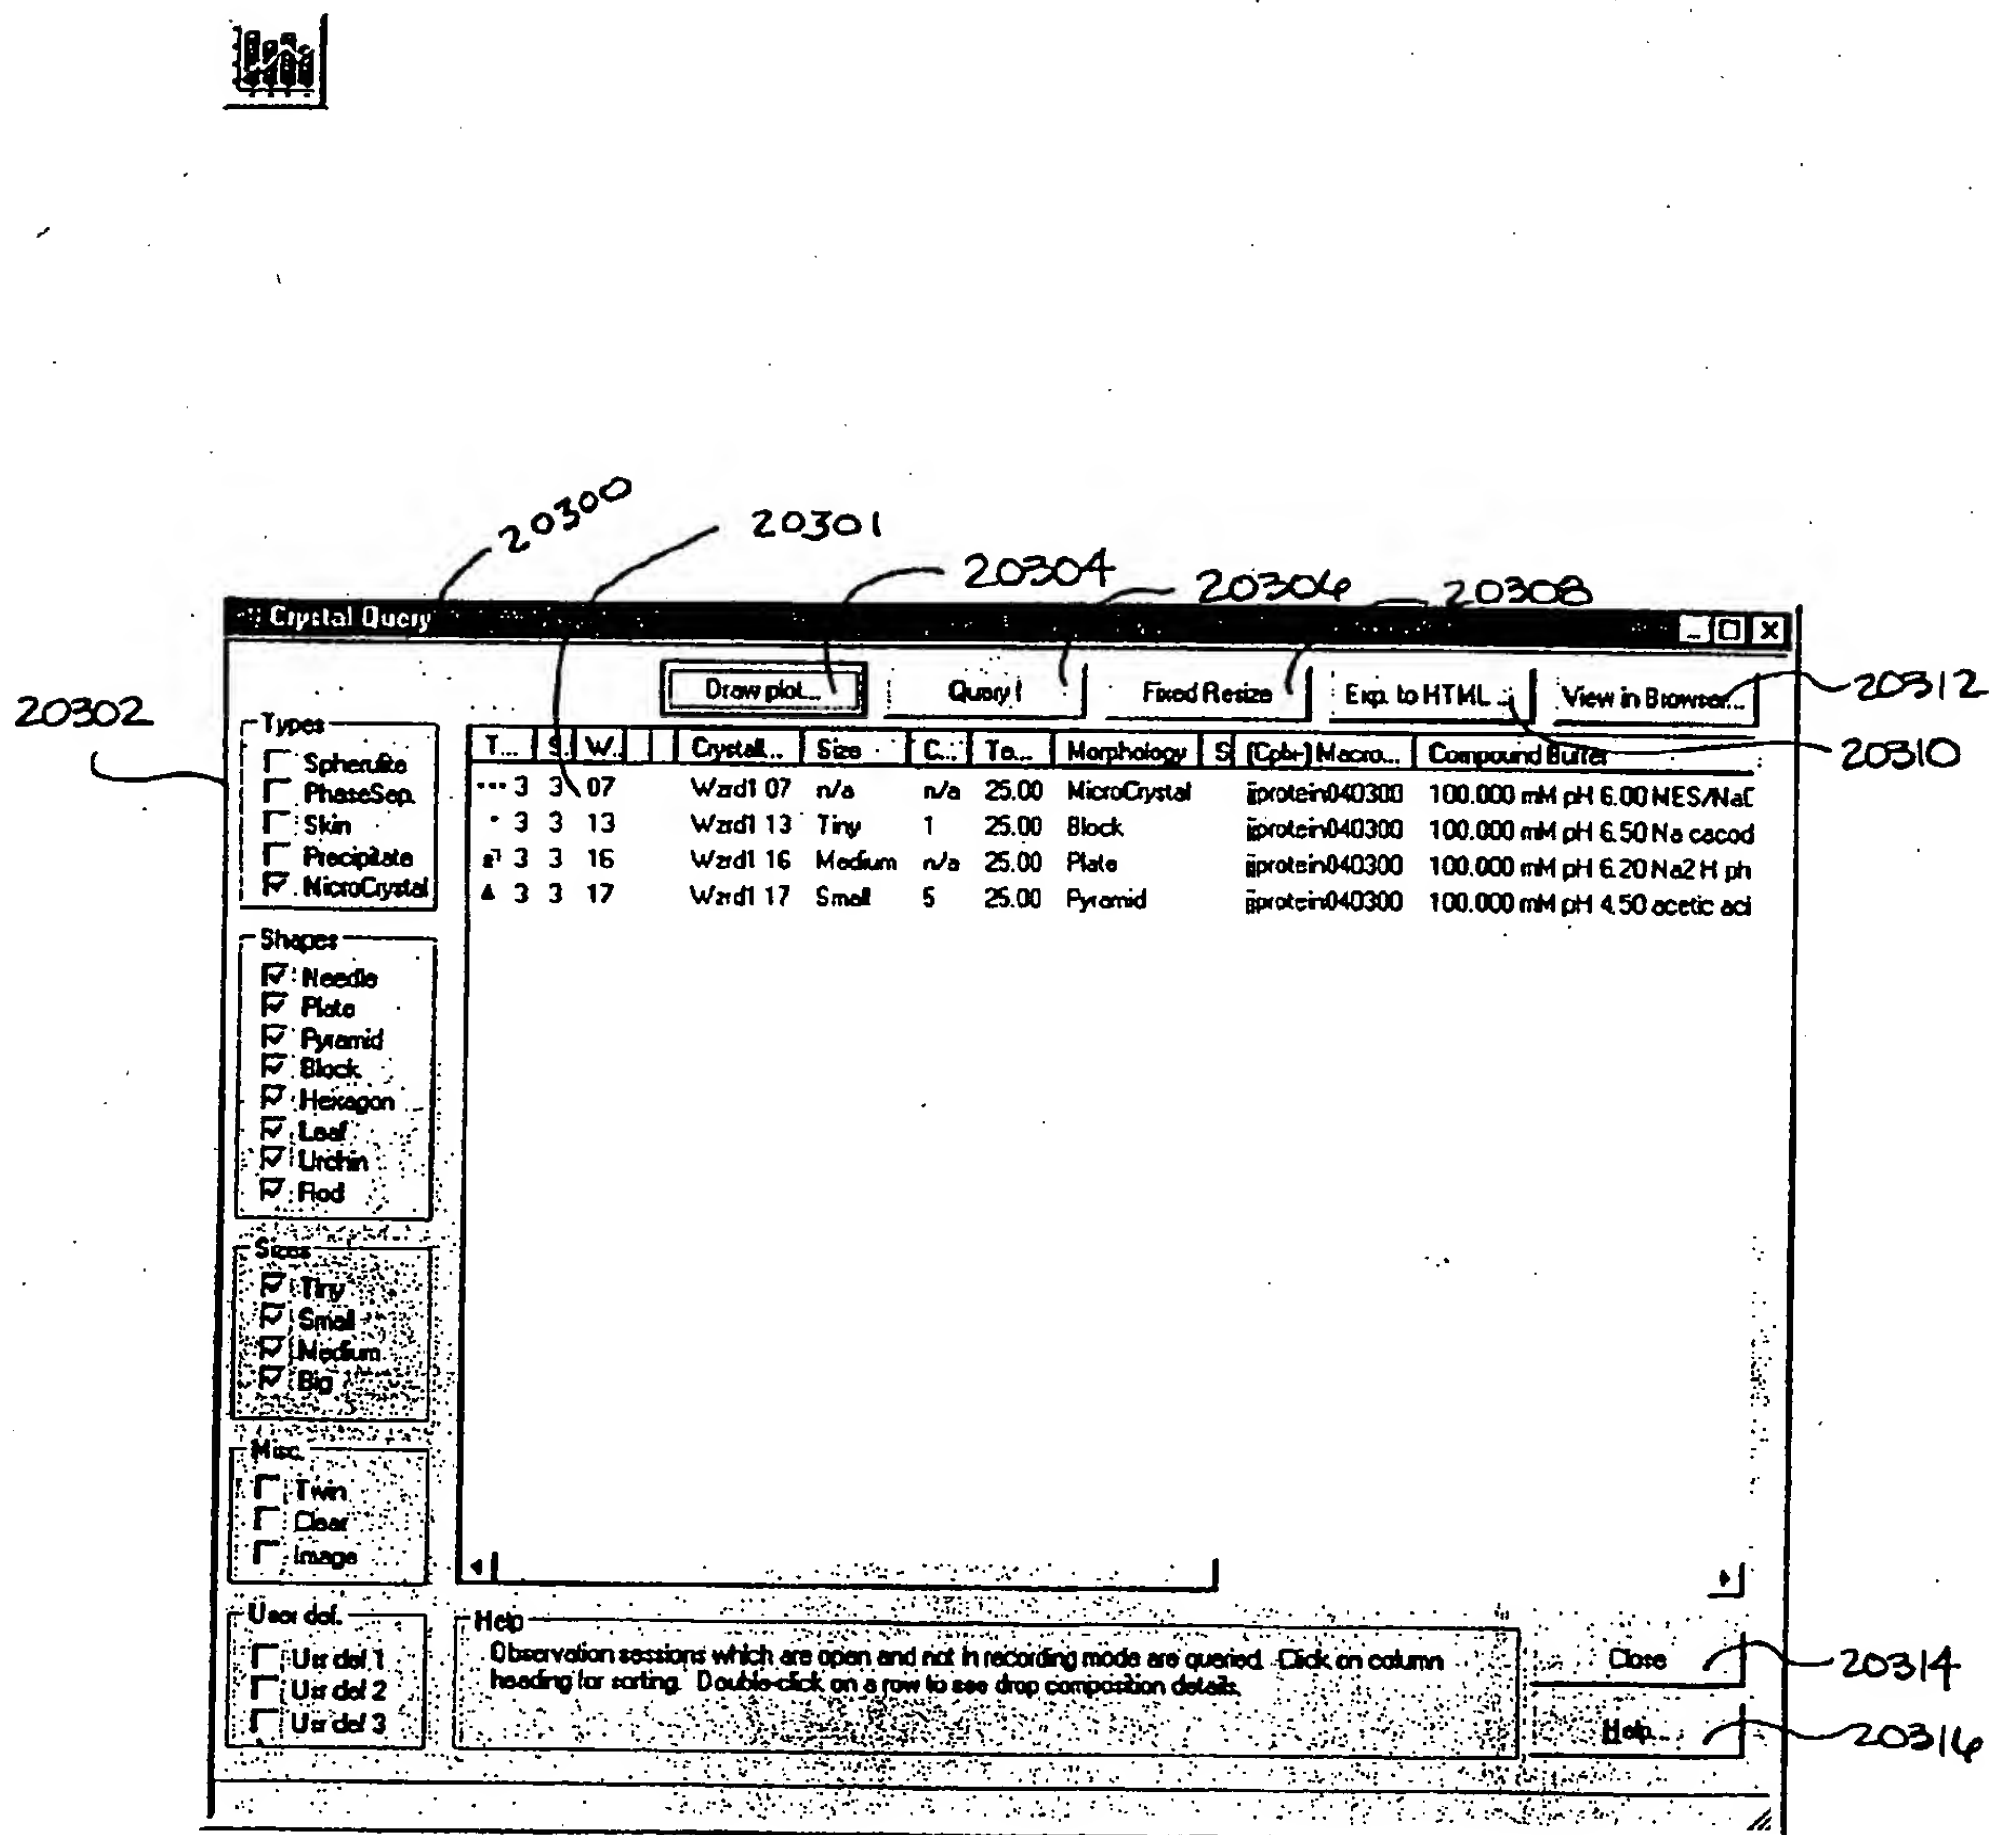 20300
20301
20304
20306
20308
Crystal Query
Draw plot...
Query!
Fixed Resize
Exp. to HTML ...
View in Browser...
20312
20302
20310
Types
Spherulite
PhaseSep.
Skin
Precipitate
MicroCrystal
T... S. W.. Crystall... Size C... Te... Morphology S Macro... Compound Buffer
3 3 07 Wzrd1 07 n/a n/a 25.00 MicroCrystal protein040300 100.000 mM pH 6.00 MES/Na
3 3 13 Wzrd1 13 Tiny 1 25.00 Block protein040300 100.000 mM pH 6.50 Na cacod
3 3 16 Wzrd1 16 Medium n/a 25.00 Plate protein040300 100.000 mM pH 6.20 Na2 H ph
3 3 17 Wzrd1 17 Small 5 25.00 Pyramid protein040300 100.000 mM pH 4.50 acetic aci
Shapes
Needle
Plate
Pyramid
Block
Hexagon
Leaf
Urchin
Rod
Sizes
Tiny
Small
Medium
Big
Misc.
Twin
Clear
Image
User def.
Usr def 1
Usr def 2
Usr def 3
Help
Observation sessions which are open and not in recording mode are queried. Click on column
heading for sorting. Double-click on a row to see drop composition details.
Close
20314
Help...
20316